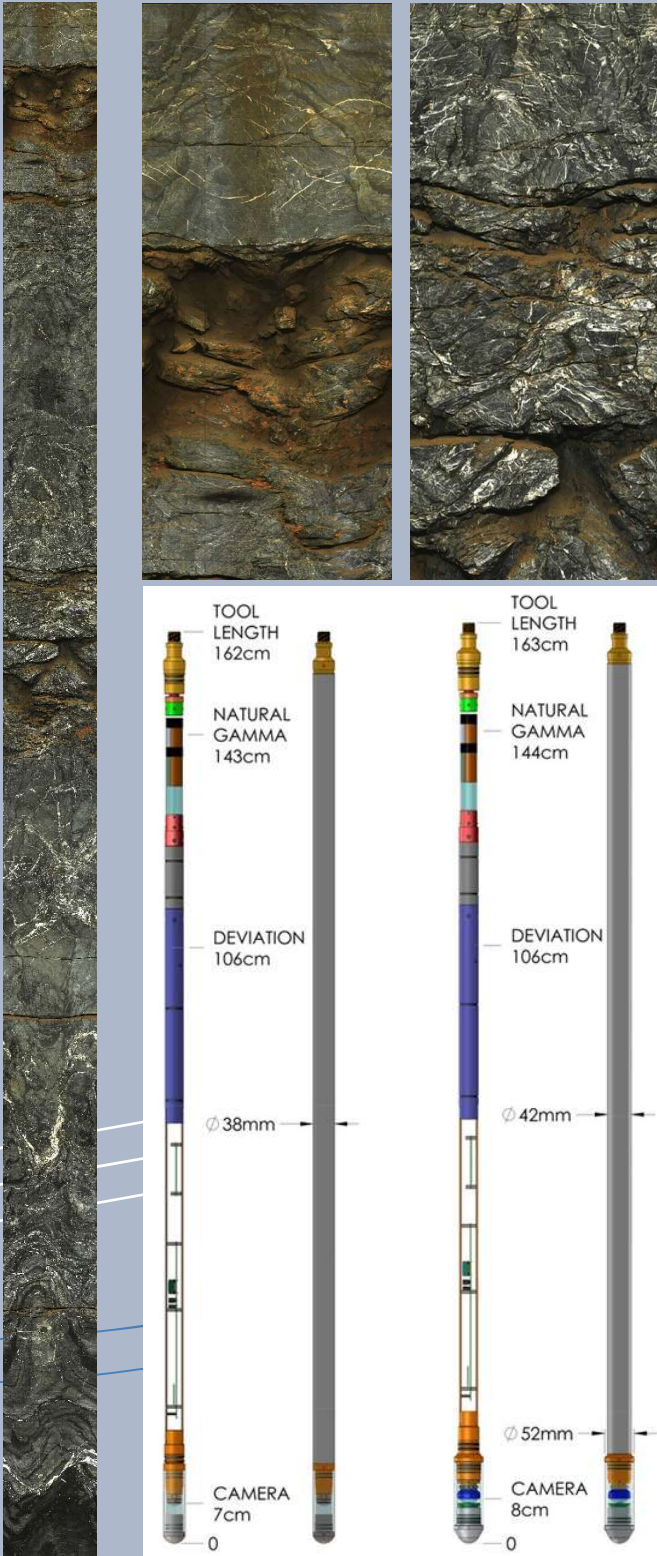 TOOL
LENGTH
162cm
NATURAL
GAMMA
143cm
DEVIATION
106cm
∅ 38mm
CAMERA
7cm
0
TOOL
LENGTH
163cm
NATURAL
GAMMA
144cm
DEVIATION
106cm
∅ 42mm
∅ 52mm
CAMERA
8cm
0